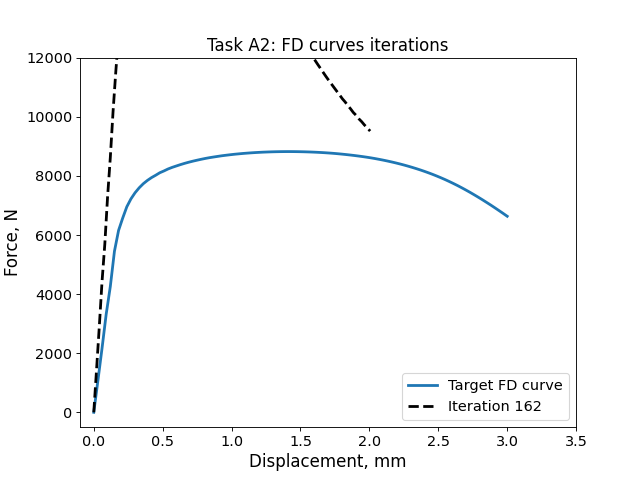 Task A2: FD curves iterations
12000
10000
8000
6000
4000
2000
0
Force, N
0.0 0.5 1.0 1.5 2.0 2.5 3.0 3.5
Displacement, mm
Target FD curve
Iteration 162